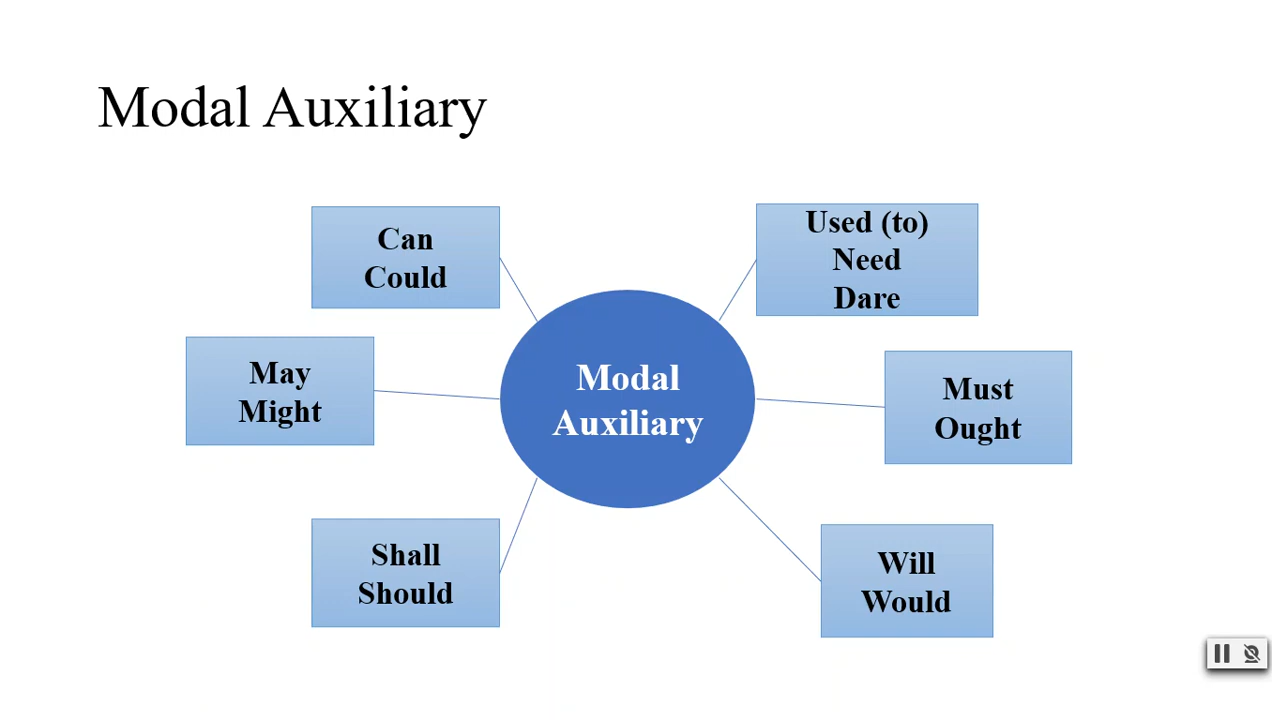 Modal Auxiliary
Can
Could
Used (to)
Need
Dare
May
Might
Modal
Auxiliary
Must
Ought
Shall
Should
Will
Would